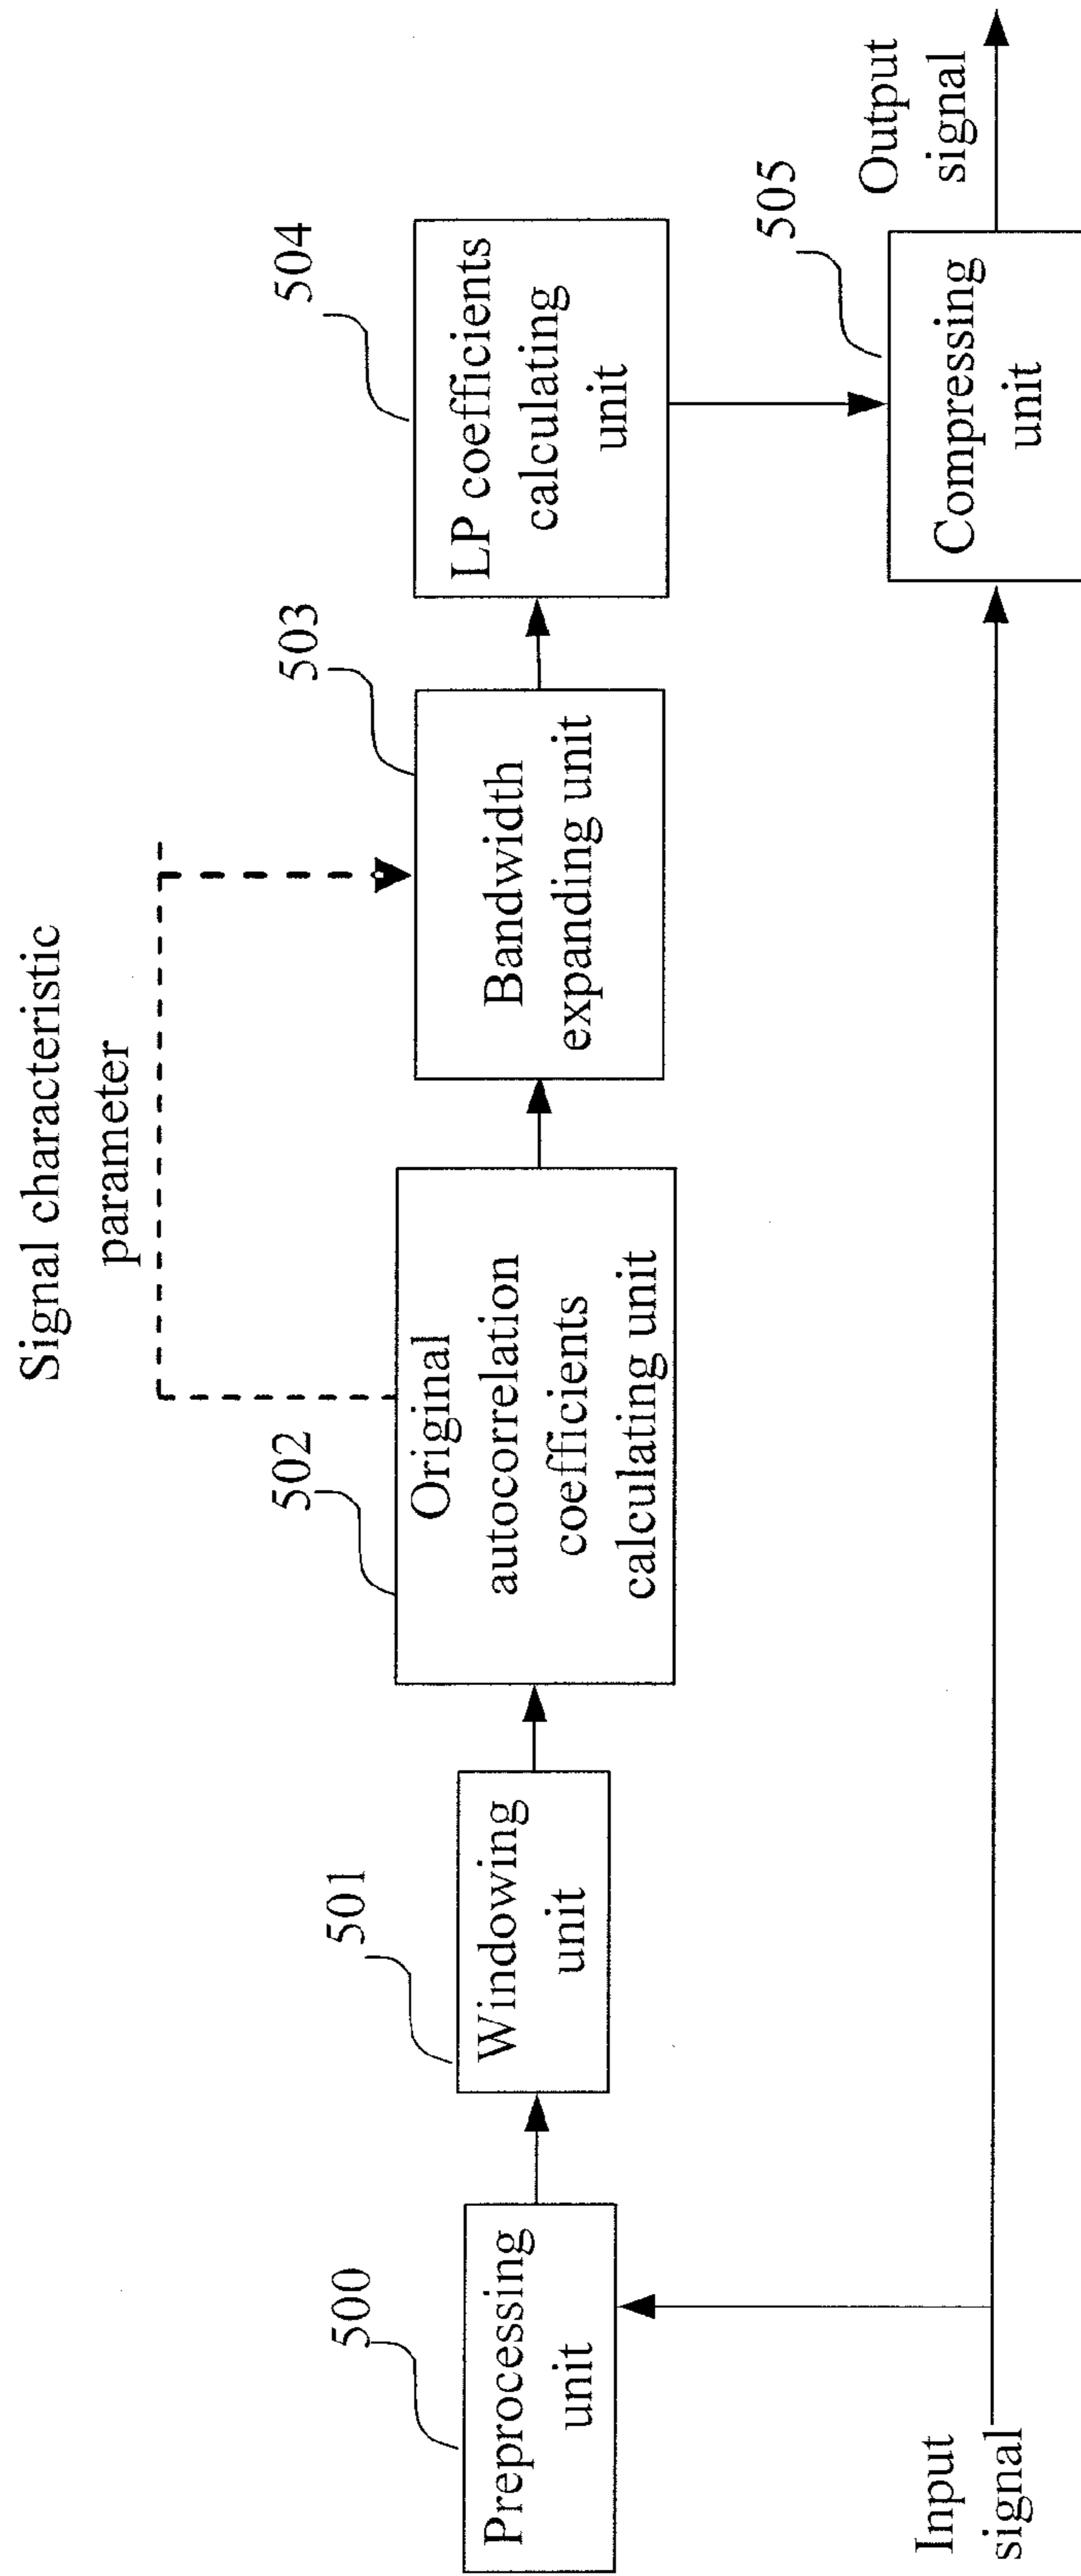 Signal characteristic
parameter
500
Preprocessing
unit
501
Windowing
unit
502
Original
autocorrelation
coefficients
calculating unit
503
Bandwidth
expanding unit
504
LP coefficients
calculating
unit
505
Compressing
unit
Input
signal
Output
signal